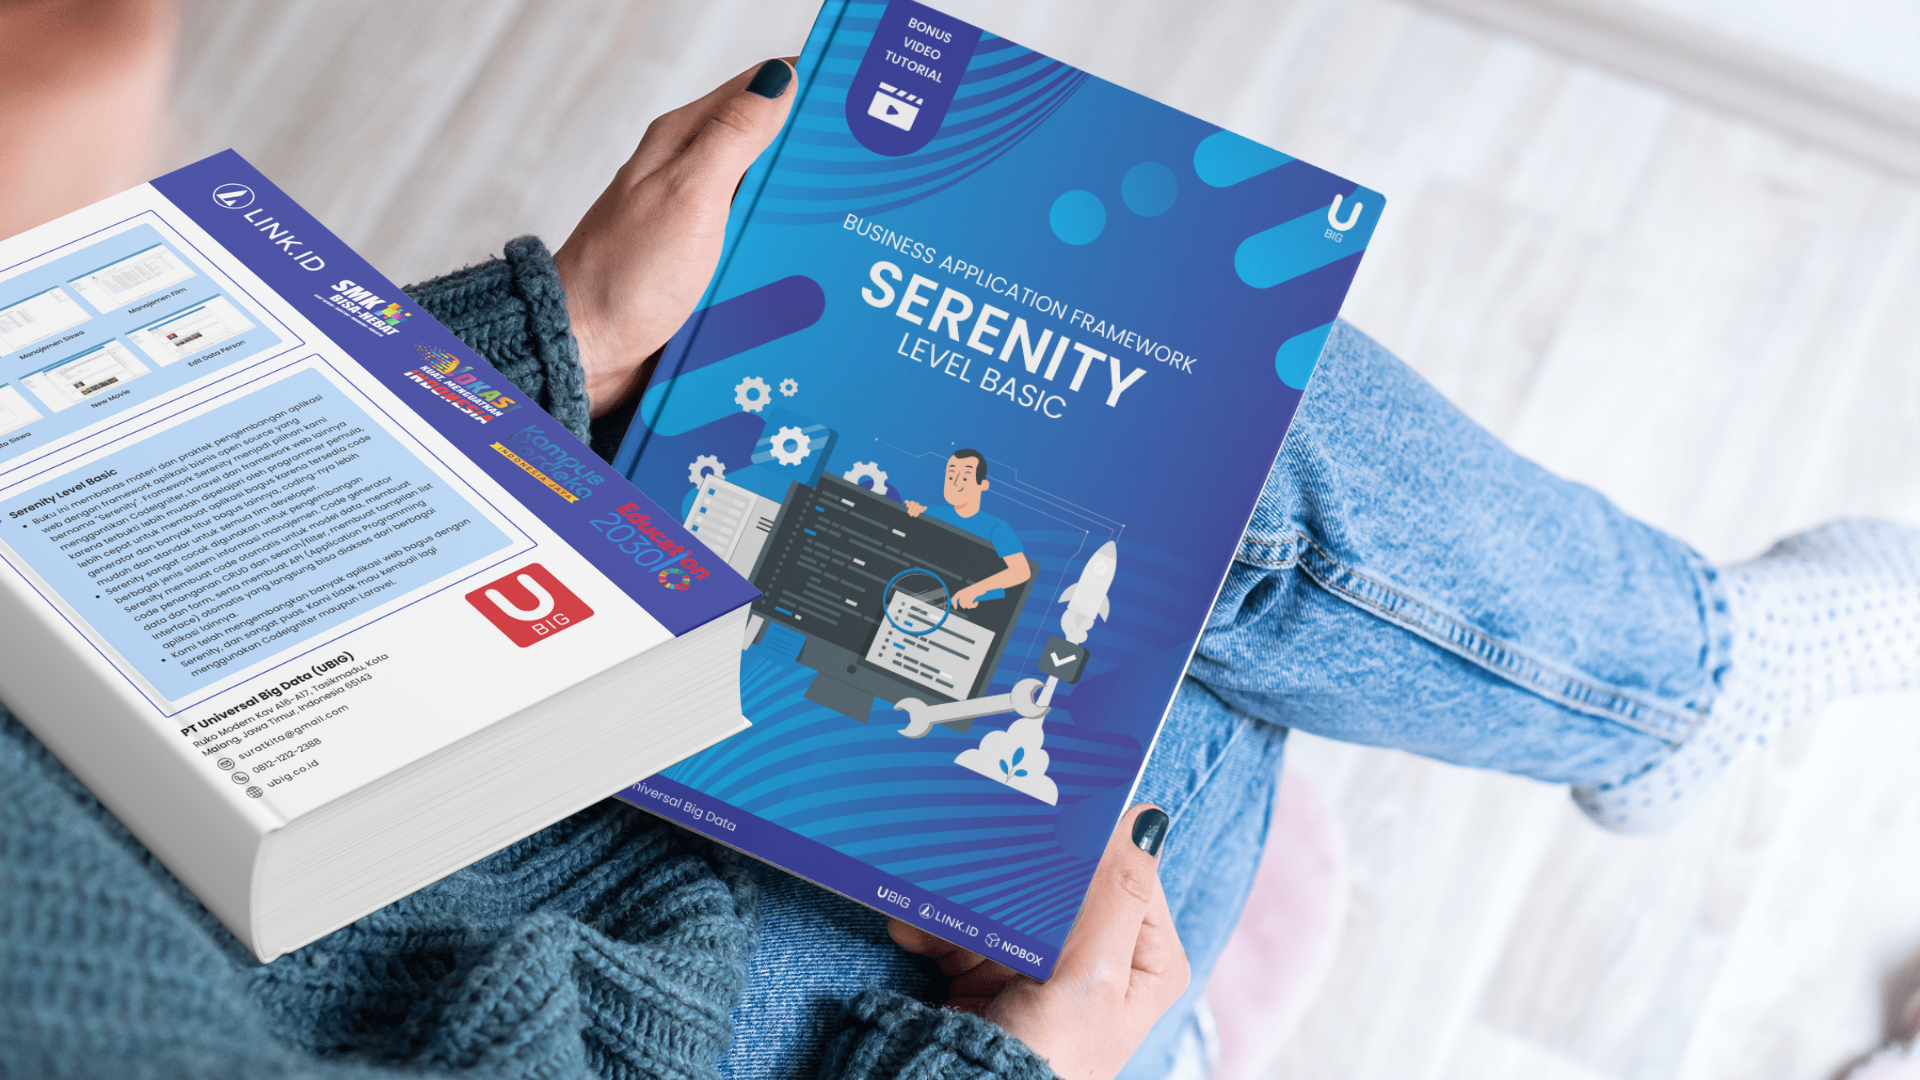 BONUS
VIDEO
TUTORIAL
U
BIG
BUSINESS APPLICATION FRAMEWORK
SERENITY
LEVEL BASIC
Universal Big Data
UBIG LINK.ID NOBOX
LINK.ID
SMK
BISA-HEBAT
VOKASI
KUAT MENGUATKAN
INDONESIA
Kampus
Merdeka
INDONESIA JAYA
Education
2030
Manajemen Siswa
Manajemen Film
Siswa
New Movie
Edit Data Person
Serenity Level Basic
• Buku ini membahas materi dan praktek pengembangan aplikasi
web dengan framework aplikasi bisnis open source yang
bernama "Serenity". Framework Serenity menjadi pilihan kami
menggantikan CodeIgniter, Laravel dan framework web lainnya
karena terbukti lebih mudah dipelajari oleh programmer pemula,
lebih cepat untuk membuat aplikasi bagus karena tersedia code
generator dan banyak fitur bagus lainnya, coding-nya lebih
mudah dan standar untuk semua tim developer.
• Serenity sangat cocok digunakan untuk pengembangan
berbagai jenis sistem informasi manajemen. Code generator
Serenity membuat code otomatis untuk model data, membuat
code penanganan CRUD dan search/filter, membuat tampilan list
data dan form, serta membuat API (Application Programming
Interface) otomatis yang langsung bisa diakses dari berbagai
aplikasi lainnya.
• Kami telah mengembangkan banyak aplikasi web bagus dengan
Serenity, dan sangat puas. Kami tidak mau kembali lagi
menggunakan CodeIgniter maupun Laravel.
U
BIG
PT Universal Big Data (UBIG)
Ruko Modern Kav A16-A17, Tasikmadu, Kota
Malang, Jawa Timur, Indonesia 65143
suratkita@gmail.com
0812-1212-2388
ubig.co.id